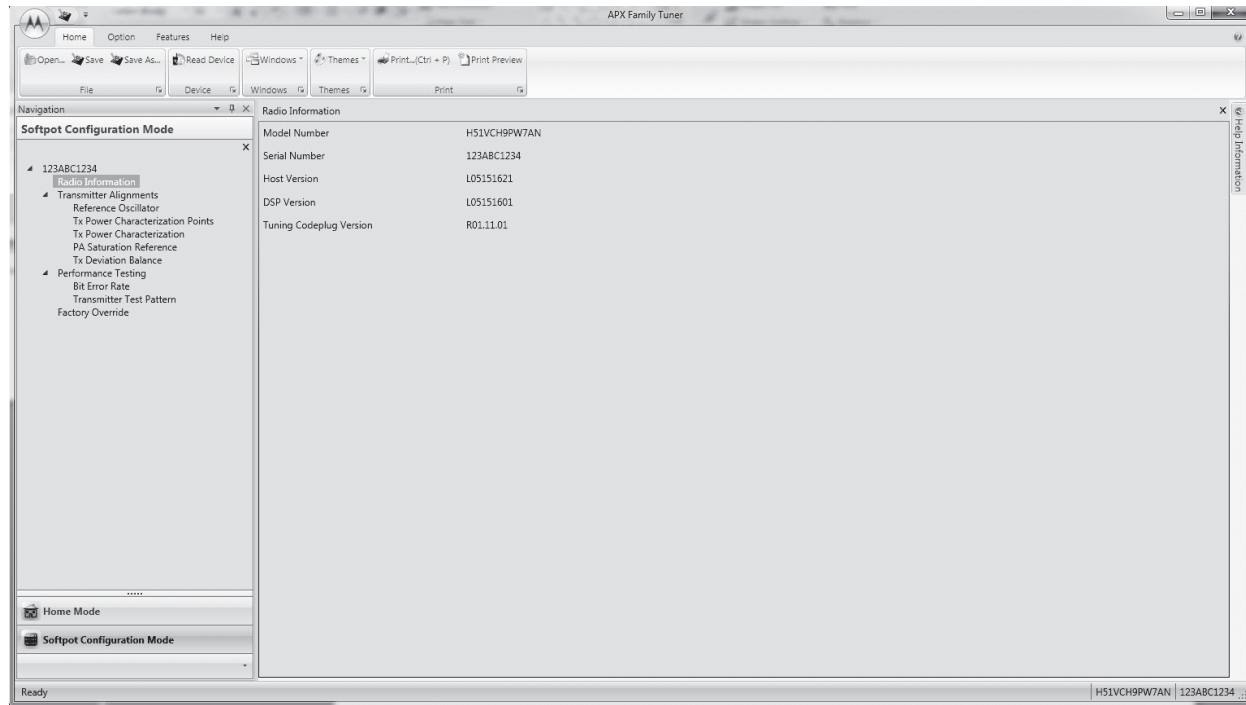 APX Family Tuner
Home Option Features Help
Open... Save Save As... Read Device Windows Themes Print...(Ctrl + P) Print Preview
File Device Windows Themes Print
Navigation
Softpot Configuration Mode
123ABC1234
Radio Information
Transmitter Alignments
Reference Oscillator
Tx Power Characterization Points
Tx Power Characterization
PA Saturation Reference
Tx Deviation Balance
Performance Testing
Bit Error Rate
Transmitter Test Pattern
Factory Override
Home Mode
Softpot Configuration Mode
Radio Information
Model Number H51VCH9PW7AN
Serial Number 123ABC1234
Host Version L05151621
DSP Version L05151601
Tuning Codeplug Version R01.11.01
Help Information
Ready H51VCH9PW7AN 123ABC1234